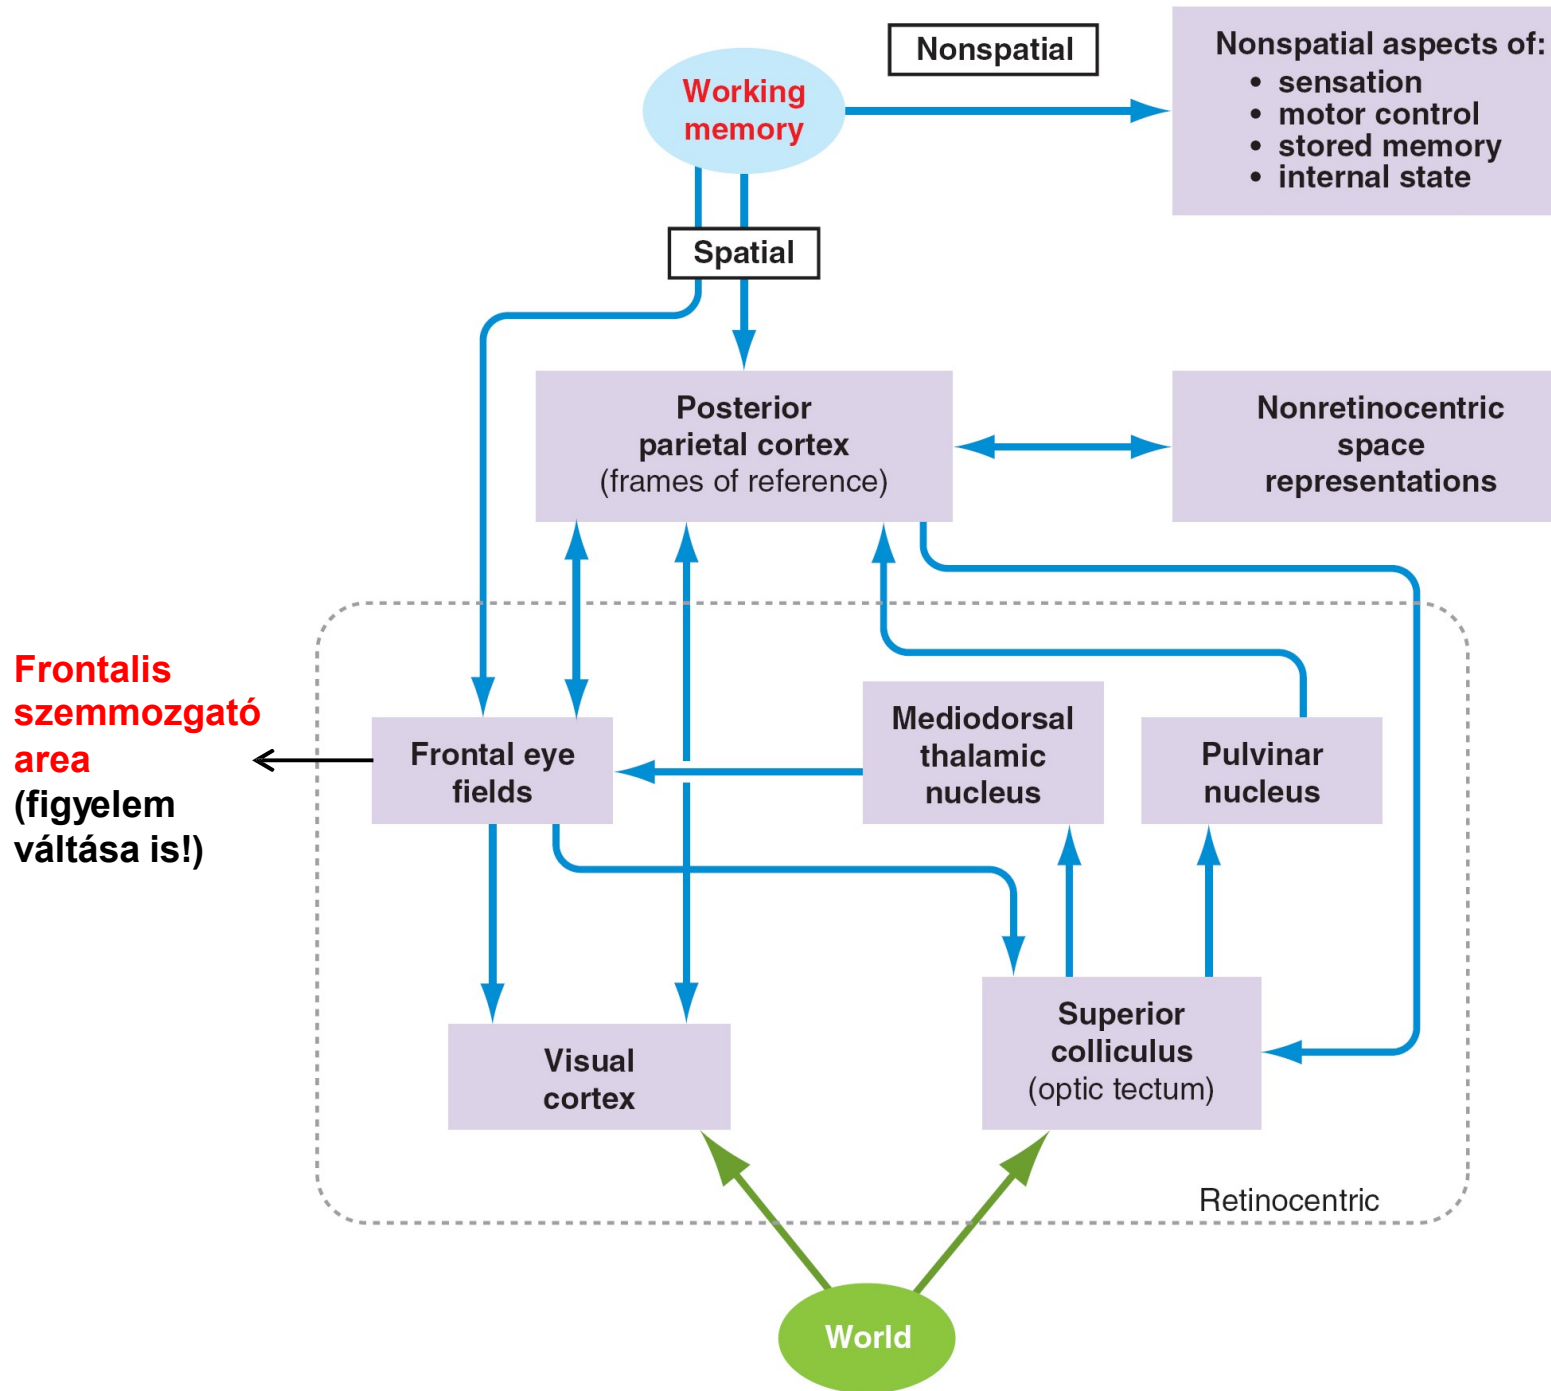 Nonspatial
Nonspatial aspects of:
• sensation
• motor control
• stored memory
• internal state
Working
memory
Spatial
Posterior
parietal cortex
(frames of reference)
Nonretinocentric
space
representations
Frontalis
szemmozgató
area
(figyelem
váltása is!)
Frontal eye
fields
Mediodorsal
thalamic
nucleus
Pulvinar
nucleus
Visual
cortex
Superior
colliculus
(optic tectum)
Retinocentric
World